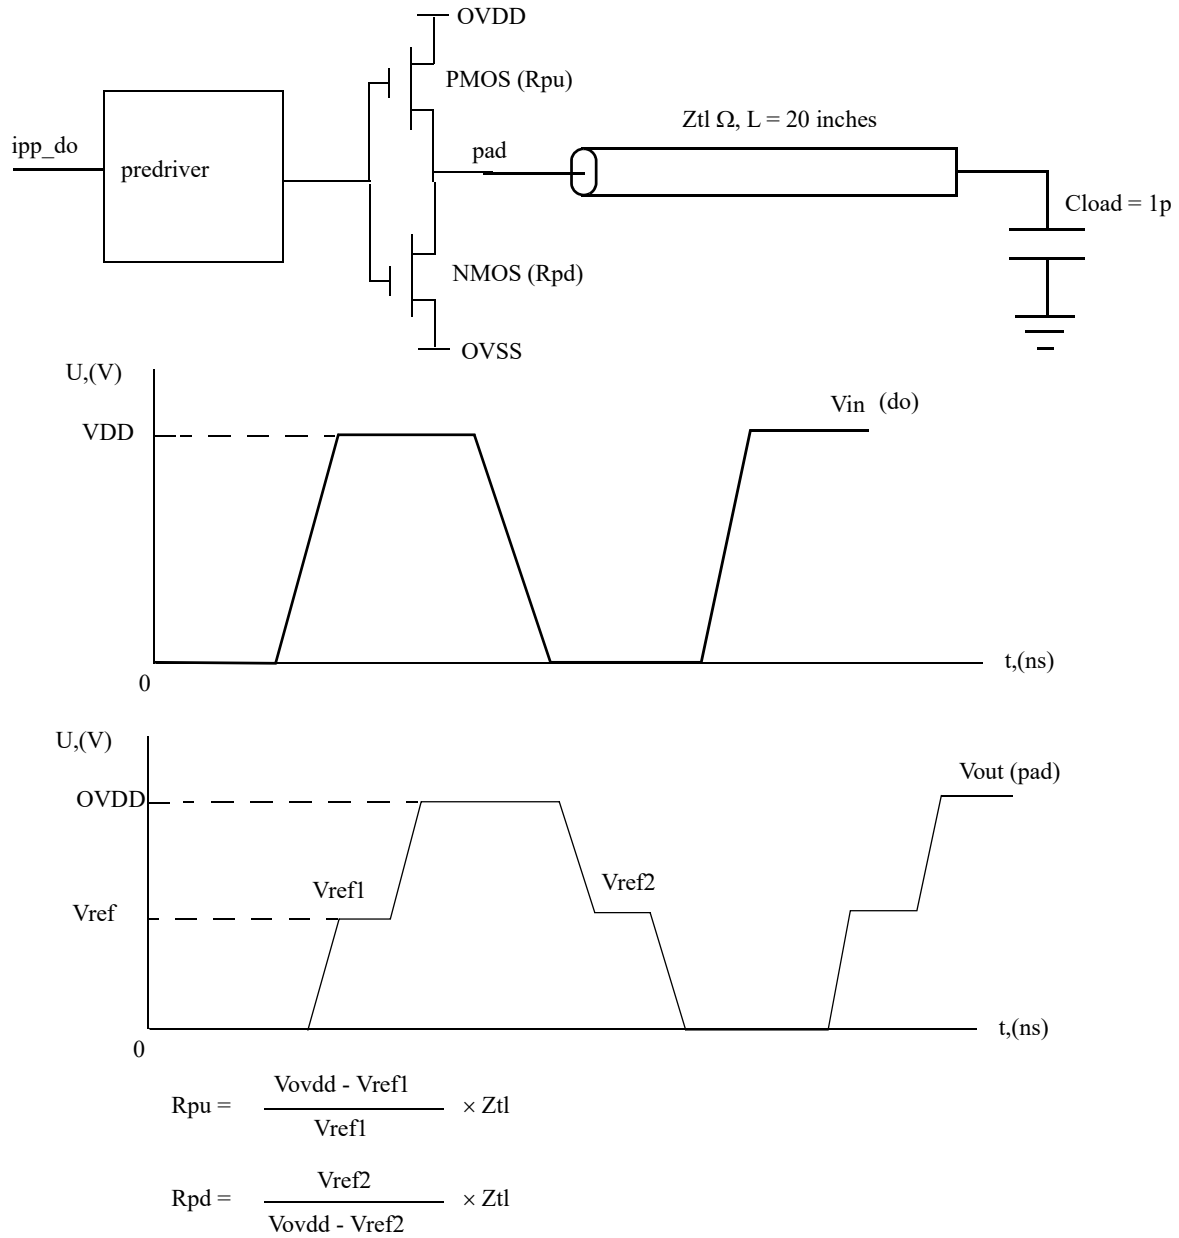 OVDD
PMOS (Rpu)
ipp_do
predriver
pad
Ztl Ω, L = 20 inches
Cload = 1p
NMOS (Rpd)
OVSS
U,(V)
VDD
Vin (do)
t,(ns)
0
U,(V)
OVDD
Vout (pad)
Vref1
Vref2
Vref
t,(ns)
0
Vovdd - Vref1
Rpu = × Ztl
Vref1
Vref2
Rpd = × Ztl
Vovdd - Vref2